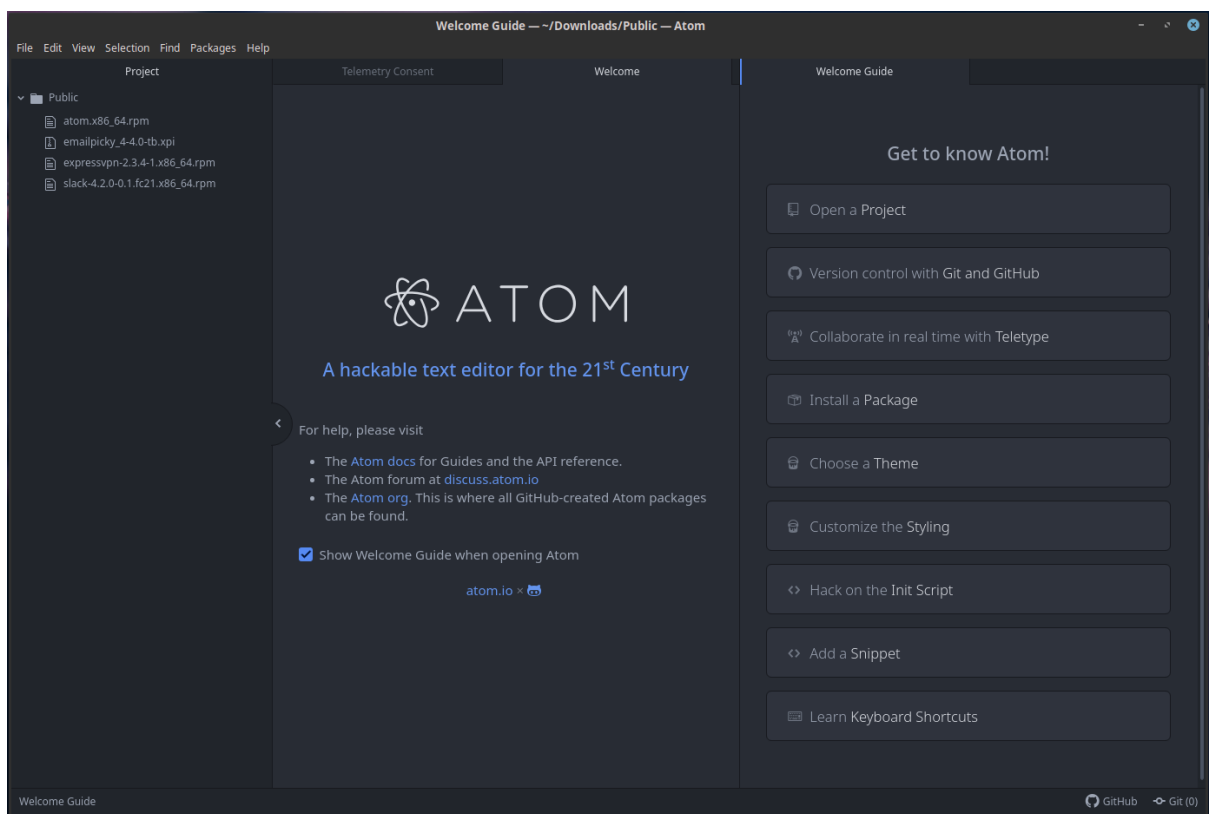 Welcome Guide — ~/Downloads/Public — Atom
File Edit View Selection Find Packages Help
Project
Telemetry Consent
Welcome
Welcome Guide
Public
atom.x86_64.rpm
emailpicky_4-4.0-tb.xpi
expressvpn-2.3.4-1.x86_64.rpm
slack-4.2.0-0.1.fc21.x86_64.rpm
ATOM
A hackable text editor for the 21st Century
For help, please visit
• The Atom docs for Guides and the API reference.
• The Atom forum at discuss.atom.io
• The Atom org. This is where all GitHub-created Atom packages
can be found.
Show Welcome Guide when opening Atom
atom.io ×
Get to know Atom!
Open a Project
Version control with Git and GitHub
Collaborate in real time with Teletype
Install a Package
Choose a Theme
Customize the Styling
Hack on the Init Script
Add a Snippet
Learn Keyboard Shortcuts
Welcome Guide
GitHub
Git (0)